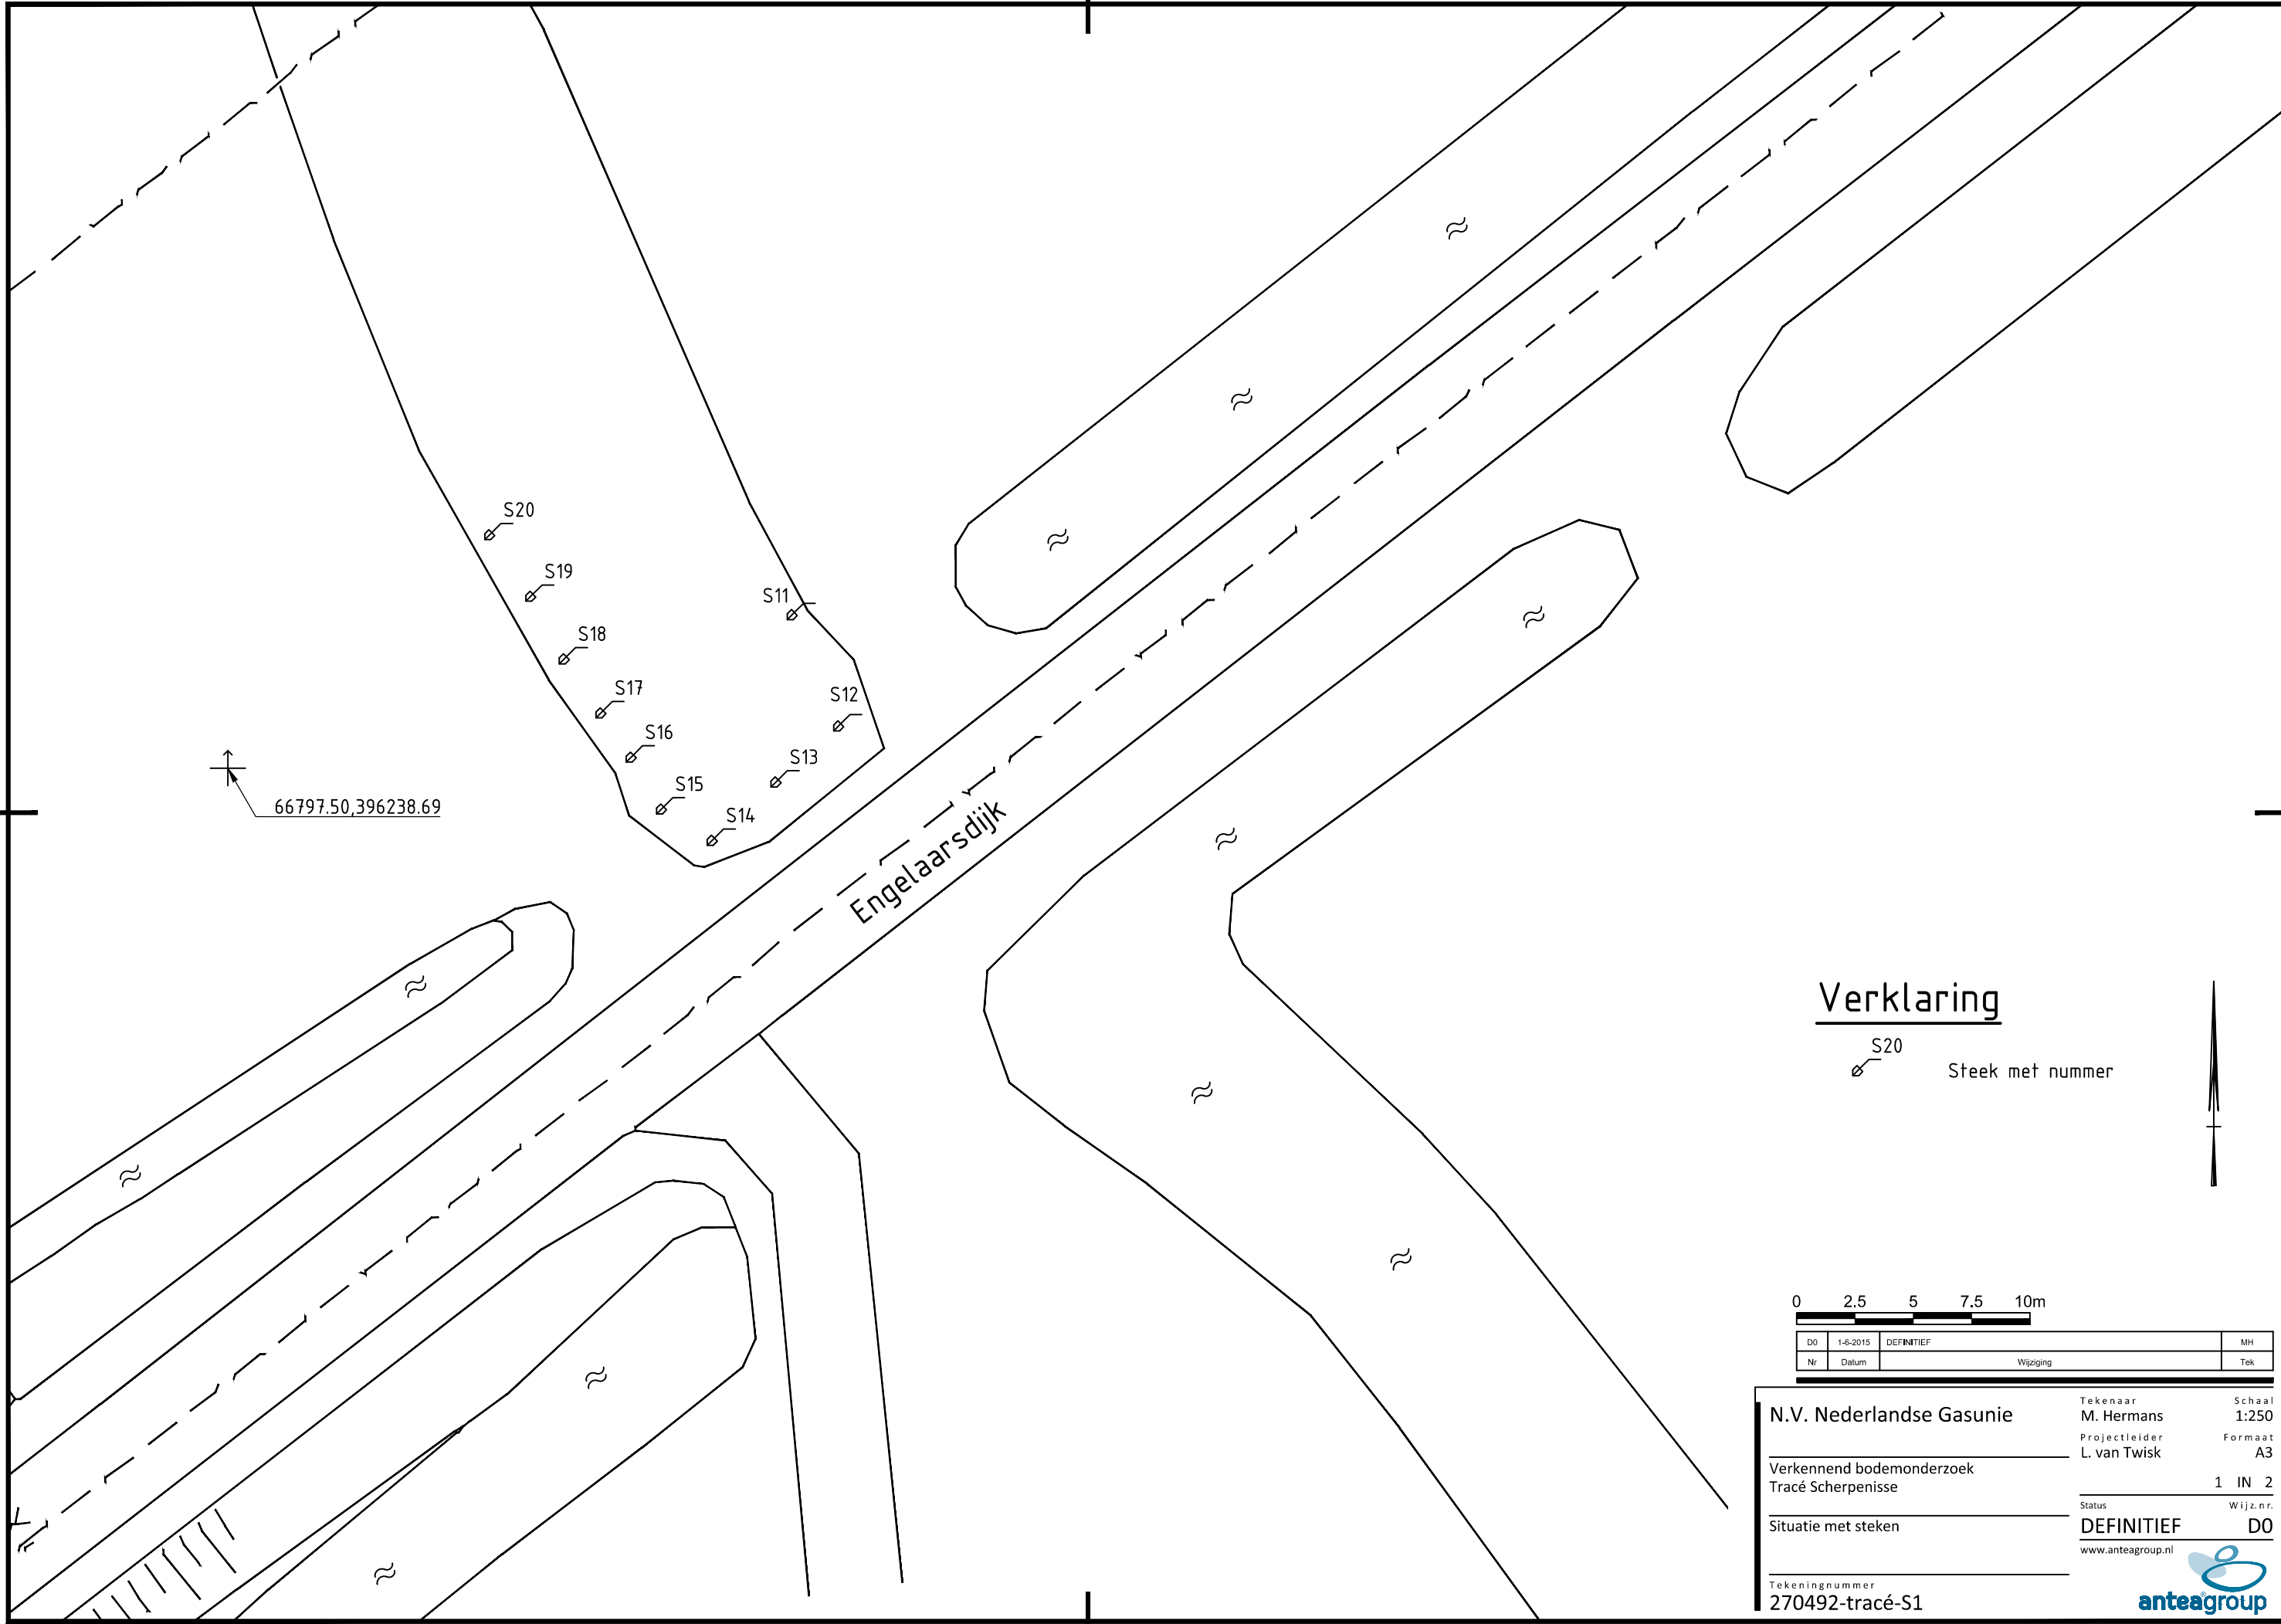 S20
S19
S11
S18
S17
S12
S16
S13
S15
66797.50,396238.69
S14
Engelaarsdijk
Verklaring
S20
Steek met nummer
0 2.5 5 7.5 10m
D0 1-6-2015 DEFINITIEF MH
Nr Datum Wijziging Tek
N.V. Nederlandse Gasunie
Tekenaar Schaal
M. Hermans 1:250
Projectleider Formaat
L. van Twisk A3
Verkennend bodemonderzoek
Tracé Scherpenisse
1 IN 2
Status Wijz.nr.
Situatie met steken
DEFINITIEF D0
www.anteagroup.nl
Tekeningnummer
270492-tracé-S1
anteagroup